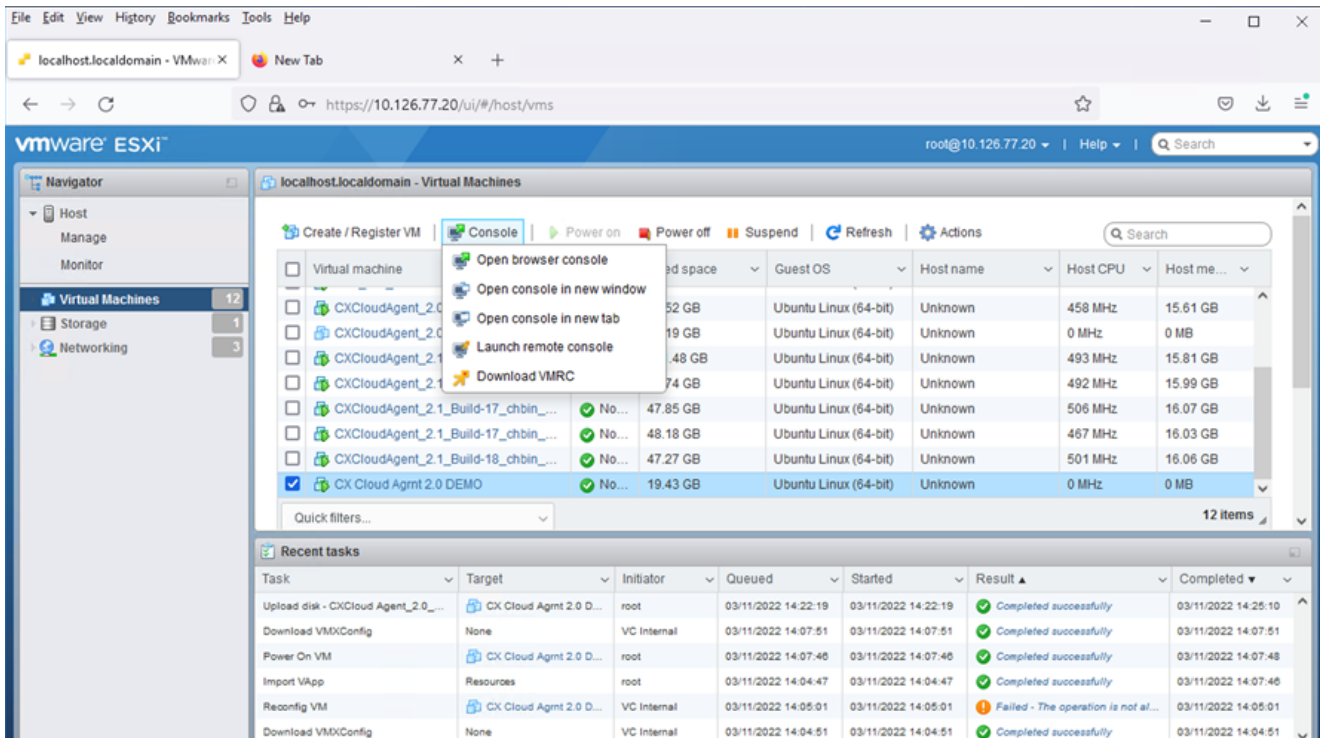 File Edit View History Bookmarks Tools Help
localhost.localdomain - VMwar New Tab
https://10.126.77.20/ui/#/host/vms
vmware ESXi™ root@10.126.77.20 | Help | Search
Navigator localhost.localdomain - Virtual Machines
Host
Manage
Monitor
Virtual Machines 12
Storage 1
Networking 3
Create / Register VM | Console | Power on Power off Suspend | Refresh | Actions Search
Open browser console
Open console in new window
Open console in new tab
Launch remote console
Download VMRC
Virtual machine ed space Guest OS Host name Host CPU Host me...
CXCloudAgent_2.0 52 GB Ubuntu Linux (64-bit) Unknown 458 MHz 15.61 GB
CXCloudAgent_2.0 19 GB Ubuntu Linux (64-bit) Unknown 0 MHz 0 MB
CXCloudAgent_2.1 .48 GB Ubuntu Linux (64-bit) Unknown 493 MHz 15.81 GB
CXCloudAgent_2.1 74 GB Ubuntu Linux (64-bit) Unknown 492 MHz 15.99 GB
CXCloudAgent_2.1_Build-17_chbin_... No... 47.85 GB Ubuntu Linux (64-bit) Unknown 506 MHz 16.07 GB
CXCloudAgent_2.1_Build-17_chbin_... No... 48.18 GB Ubuntu Linux (64-bit) Unknown 467 MHz 16.03 GB
CXCloudAgent_2.1_Build-18_chbin_... No... 47.27 GB Ubuntu Linux (64-bit) Unknown 501 MHz 16.06 GB
CX Cloud Agrnt 2.0 DEMO No... 19.43 GB Ubuntu Linux (64-bit) Unknown 0 MHz 0 MB
Quick filters... 12 items
Recent tasks
Task Target Initiator Queued Started Result ▲ Completed ▼
Upload disk - CXCloud Agent_2.0_... CX Cloud Agrnt 2.0 D... root 03/11/2022 14:22:19 03/11/2022 14:22:19 Completed successfully 03/11/2022 14:25:10
Download VMXConfig None VC Internal 03/11/2022 14:07:51 03/11/2022 14:07:51 Completed successfully 03/11/2022 14:07:51
Power On VM CX Cloud Agrnt 2.0 D... root 03/11/2022 14:07:46 03/11/2022 14:07:46 Completed successfully 03/11/2022 14:07:48
Import VApp Resources root 03/11/2022 14:04:47 03/11/2022 14:04:47 Completed successfully 03/11/2022 14:07:46
Reconfig VM CX Cloud Agrnt 2.0 D... VC Internal 03/11/2022 14:05:01 03/11/2022 14:05:01 Failed - The operation is not al... 03/11/2022 14:05:01
Download VMXConfig None VC Internal 03/11/2022 14:04:51 03/11/2022 14:04:51 Completed successfully 03/11/2022 14:04:51